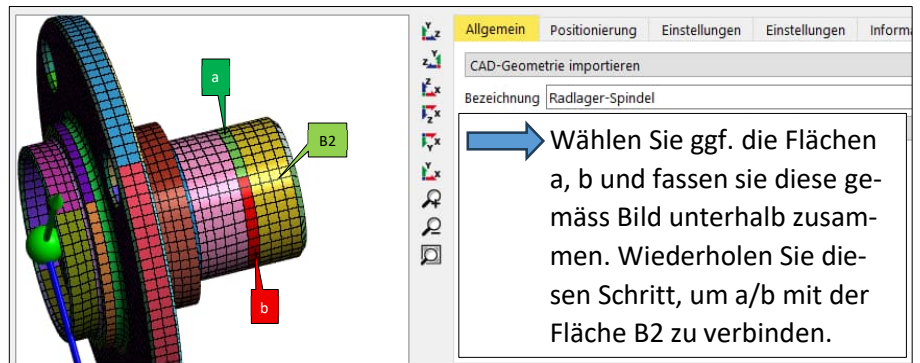 a
B2
b
Y z
z Y
Z x
Z x
Y x
Y x
Allgemein Positionierung Einstellungen Einstellungen Informa
CAD-Geometrie importieren
Bezeichnung Radlager-Spindel
Wählen Sie ggf. die Flächen
a, b und fassen sie diese ge-
mäss Bild unterhalb zusam-
men. Wiederholen Sie die-
sen Schritt, um a/b mit der
Fläche B2 zu verbinden.